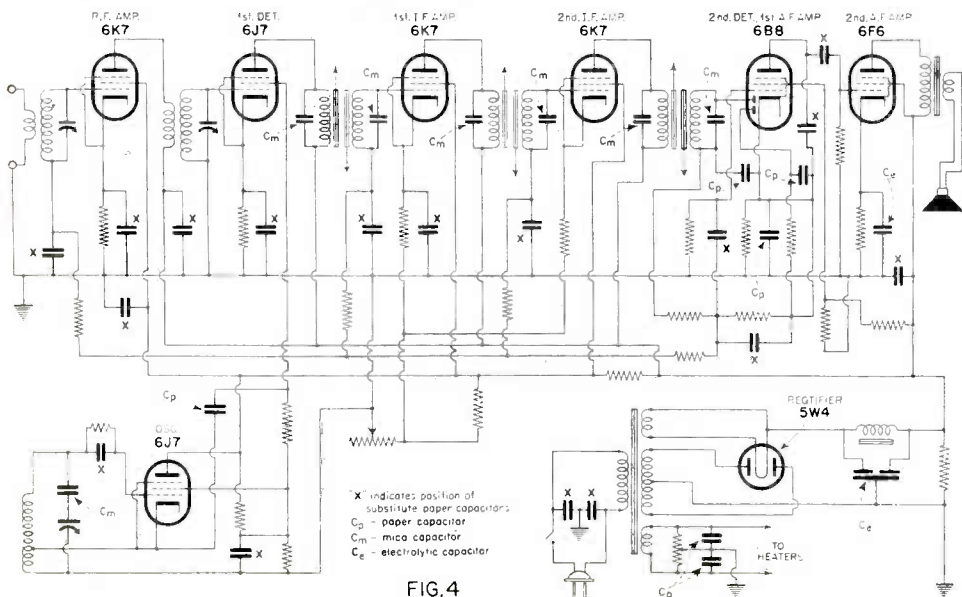 R.F. AMP.
6K7
1st. DET.
6J7
1st. I.F. AMP.
6K7
2nd. I.F. AMP.
6K7
2nd. DET., 1st A.F. AMP.
6B8
2nd. A.F. AMP.
6F6
X
Cm
Cm
Cm
Cm
Cm
Cm
X
X
X
X
X
X
X
X
X
Cp
Cp
X
Cp
Ce
X
X
X
Cp
OSC.
6J7
X
Cm
X
RECTIFIER
5W4
X X
Ce
TO
HEATERS
Cp
"X" indicates position of
substitute paper capacitors
Cp - paper capacitor
Cm - mica capacitor
Ce - electrolytic capacitor
FIG. 4